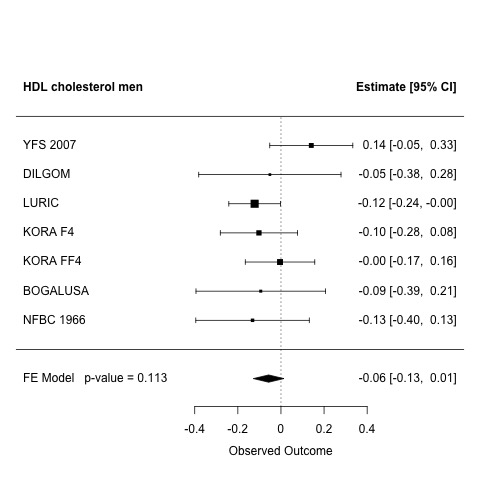 HDL cholesterol men Estimate [95% CI]
YFS 2007 0.14 [-0.05, 0.33]
DILGOM -0.05 [-0.38, 0.28]
LURIC -0.12 [-0.24, -0.00]
KORA F4 -0.10 [-0.28, 0.08]
KORA FF4 -0.00 [-0.17, 0.16]
BOGALUSA -0.09 [-0.39, 0.21]
NFBC 1966 -0.13 [-0.40, 0.13]
FE Model p-value = 0.113 -0.06 [-0.13, 0.01]
-0.4 -0.2 0 0.2 0.4
Observed Outcome